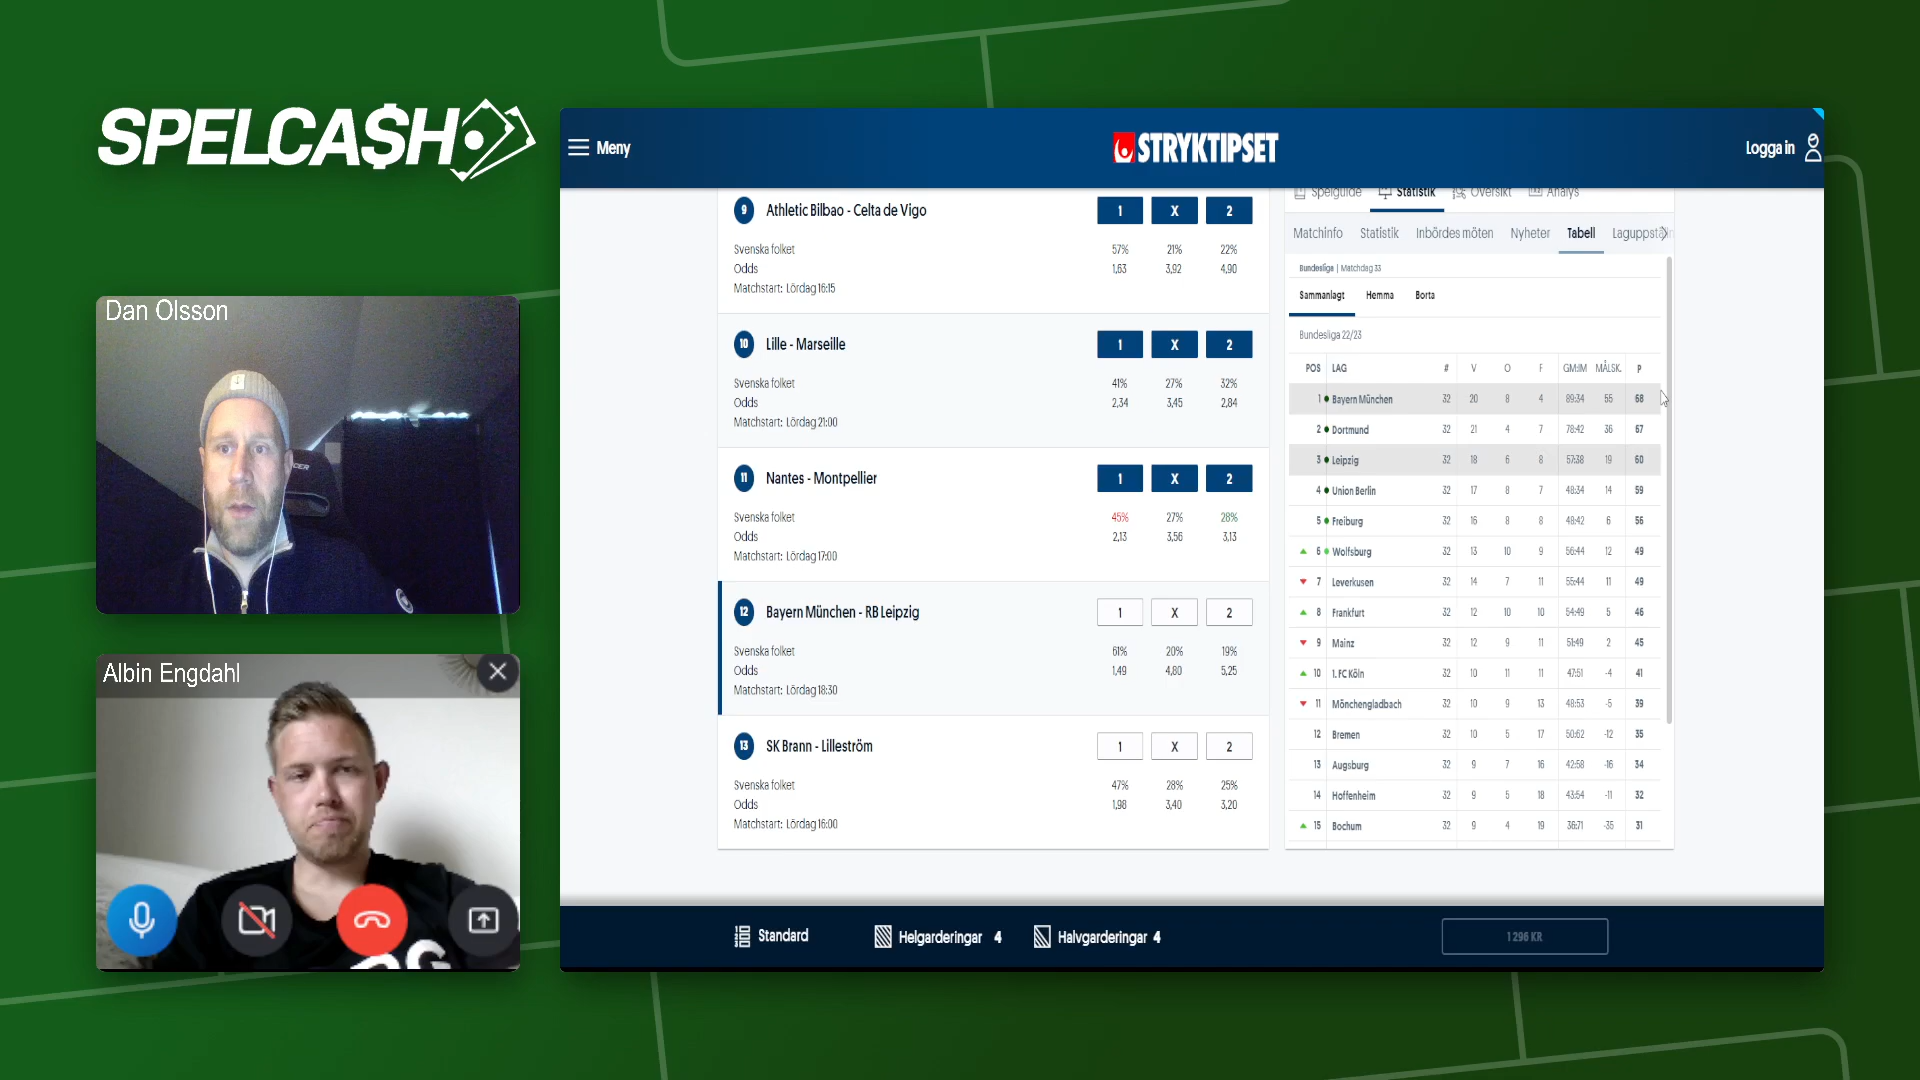 SPELCA$H
Dan Olsson
Albin Engdahl
Meny
STRYKTIPSET
Logga in
9 Athletic Bilbao - Celta de Vigo 1 X 2
Svenska folket 57% 21% 22%
Odds 1,63 3,92 4,90
Matchstart: Lördag 16:15
10 Lille - Marseille 1 X 2
Svenska folket 41% 27% 32%
Odds 2,34 3,45 2,84
Matchstart: Lördag 21:00
11 Nantes - Montpellier 1 X 2
Svenska folket 45% 27% 28%
Odds 2,13 3,56 3,13
Matchstart: Lördag 17:00
12 Bayern München - RB Leipzig 1 X 2
Svenska folket 61% 20% 19%
Odds 1,49 4,80 5,25
Matchstart: Lördag 18:30
13 SK Brann - Lilleström 1 X 2
Svenska folket 47% 28% 25%
Odds 1,98 3,40 3,20
Matchstart: Lördag 16:00
Spelguide Statistik Översikt Analys
Matchinfo Statistik Inbördes möten Nyheter Tabell Laguppställn
Bundesliga | Matchdag 33
Sammanlagt Hemma Borta
Bundesliga 22/23
POS LAG # V O F GM:IM MÅLSK. P
1 Bayern München 32 20 8 4 89:34 55 68
2 Dortmund 32 21 4 7 78:42 36 67
3 Leipzig 32 18 6 8 57:38 19 60
4 Union Berlin 32 17 8 7 48:34 14 59
5 Freiburg 32 16 8 8 48:42 6 56
6 Wolfsburg 32 13 10 9 56:44 12 49
7 Leverkusen 32 14 7 11 55:44 11 49
8 Frankfurt 32 12 10 10 54:49 5 46
9 Mainz 32 12 9 11 51:49 2 45
10 1. FC Köln 32 10 11 11 47:51 -4 41
11 Mönchengladbach 32 10 9 13 48:53 -5 39
12 Bremen 32 10 5 17 50:62 -12 35
13 Augsburg 32 9 7 16 42:58 -16 34
14 Hoffenheim 32 9 5 18 43:54 -11 32
15 Bochum 32 9 4 19 36:71 -35 31
Standard
Helgarderingar 4
Halvgarderingar 4
1 296 KR